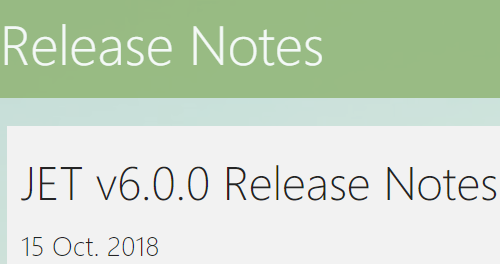 Release Notes
JET v6.0.0 Release Notes
15 Oct. 2018